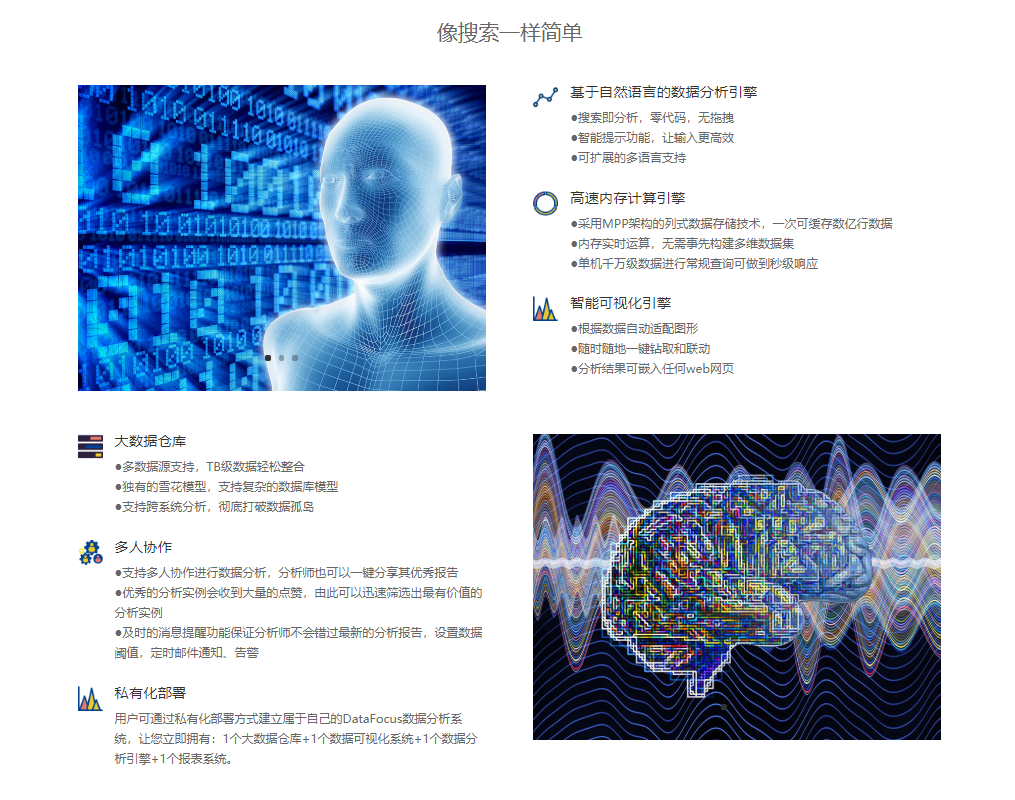 像搜索一样简单
基于自然语言的数据分析引擎
●搜索即分析，零代码，无拖拽
●智能提示功能，让输入更高效
●可扩展的多语言支持
高速内存计算引擎
●采用MPP架构的列式数据存储技术，一次可缓存数亿行数据
●内存实时运算，无需事先构建多维数据集
●单机千万级数据进行常规查询可做到秒级响应
智能可视化引擎
●根据数据自动适配图形
●随时随地一键钻取和联动
●分析结果可嵌入任何web网页
大数据仓库
●多数据源支持，TB级数据轻松整合
●独有的雪花模型，支持复杂的数据库模型
●支持跨系统分析，彻底打破数据孤岛
多人协作
●支持多人协作进行数据分析，分析师也可以一键分享其优秀报告
●优秀的分析实例会收到大量的点赞，由此可以迅速筛选出最有价值的
分析实例
●及时的消息提醒功能保证分析师不会错过最新的分析报告，设置数据
阈值，定时邮件通知、告警
私有化部署
用户可通过私有化部署方式建立属于自己的DataFocus数据分析系
统，让您立即拥有：1个大数据仓库+1个数据可视化系统+1个数据分
析引擎+1个报表系统。